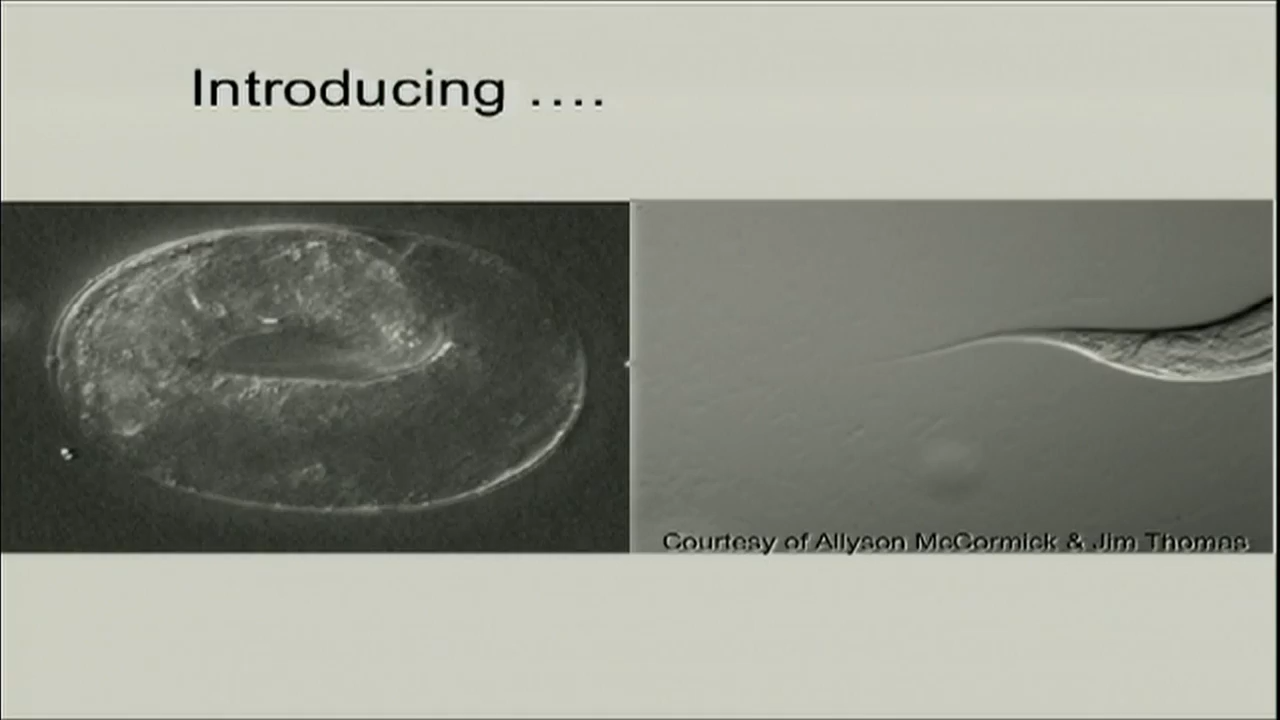 Introducing ....
Courtesy of Allyson McCormick & Jim Thomas